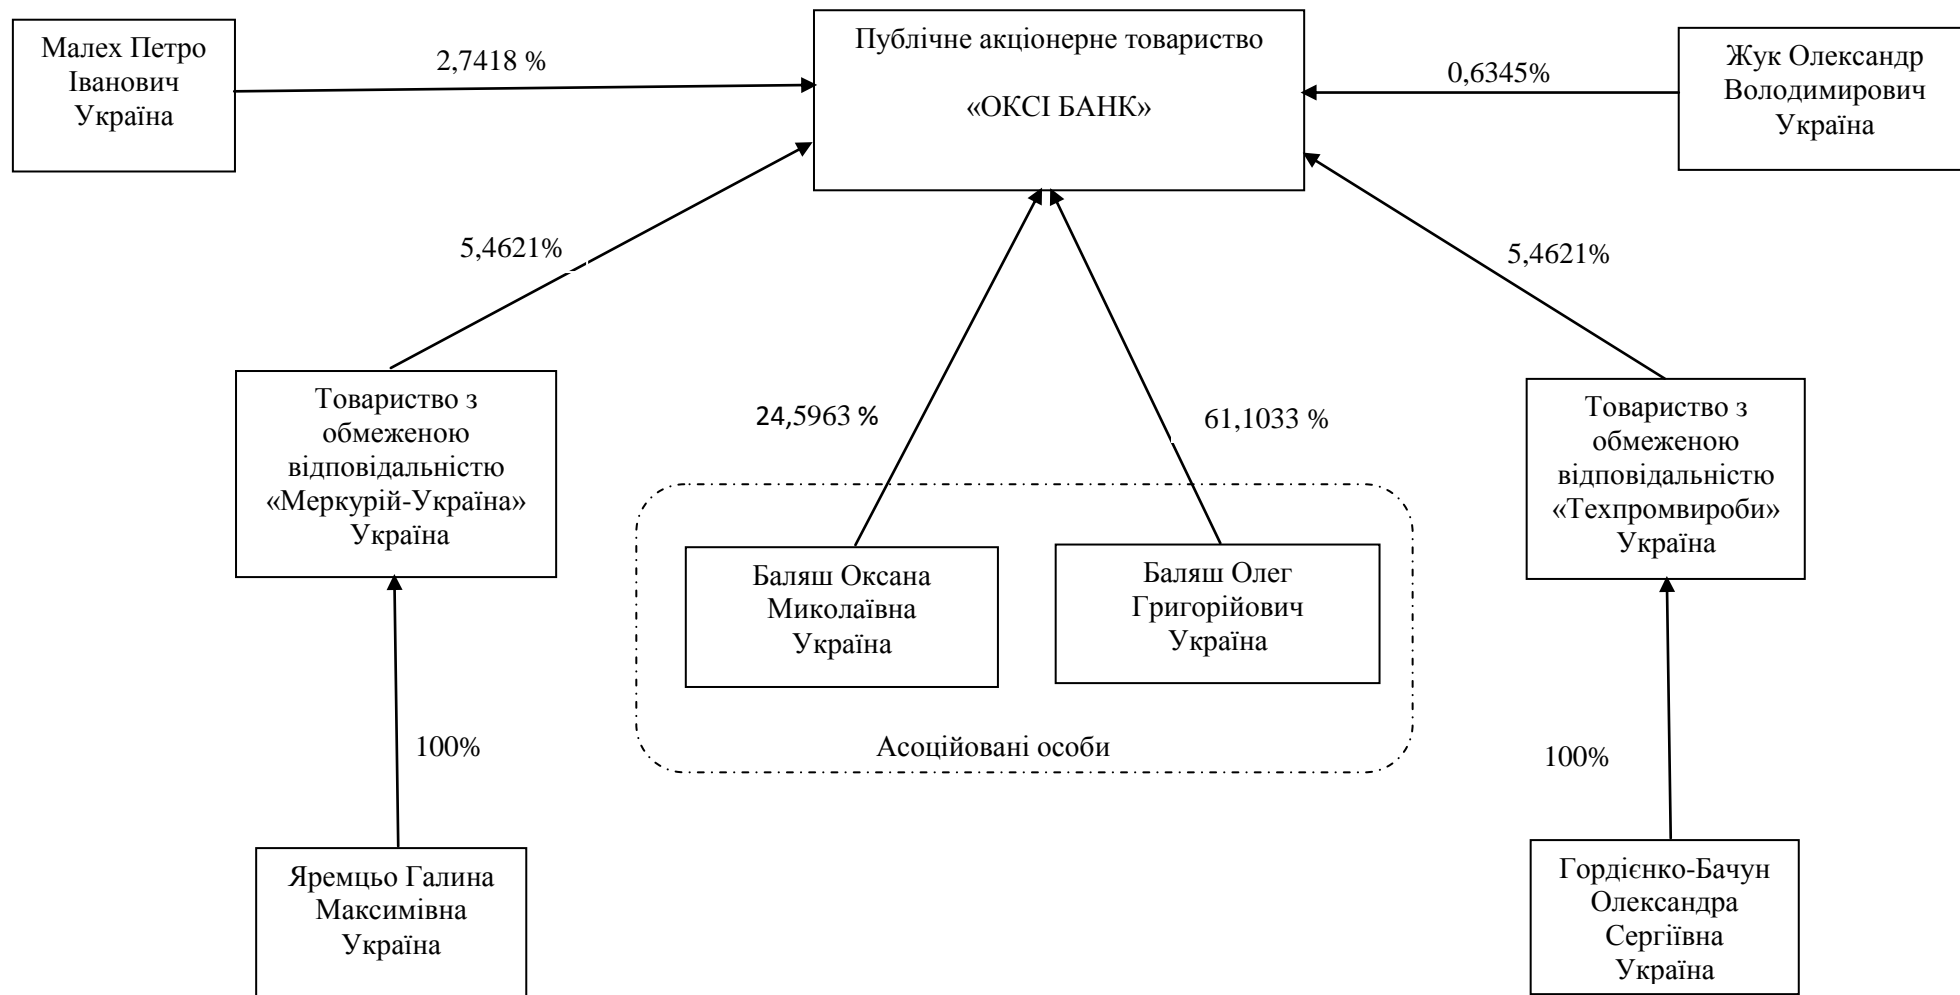 Малех Петро
Іванович
Україна
2,7418 %
Публічне акціонерне товариство
«ОКСІ БАНК»
0,6345%
Жук Олександр
Володимирович
Україна
5,4621%
5,4621%
Товариство з
обмеженою
відповідальністю
«Меркурій-Україна»
Україна
24,5963 %
61,1033 %
Товариство з
обмеженою
відповідальністю
«Техпромвироби»
Україна
Баляш Оксана
Миколаївна
Україна
Баляш Олег
Григорійович
Україна
Асоційовані особи
100%
100%
Яремцьо Галина
Максимівна
Україна
Гордієнко-Бачун
Олександра
Сергіївна
Україна